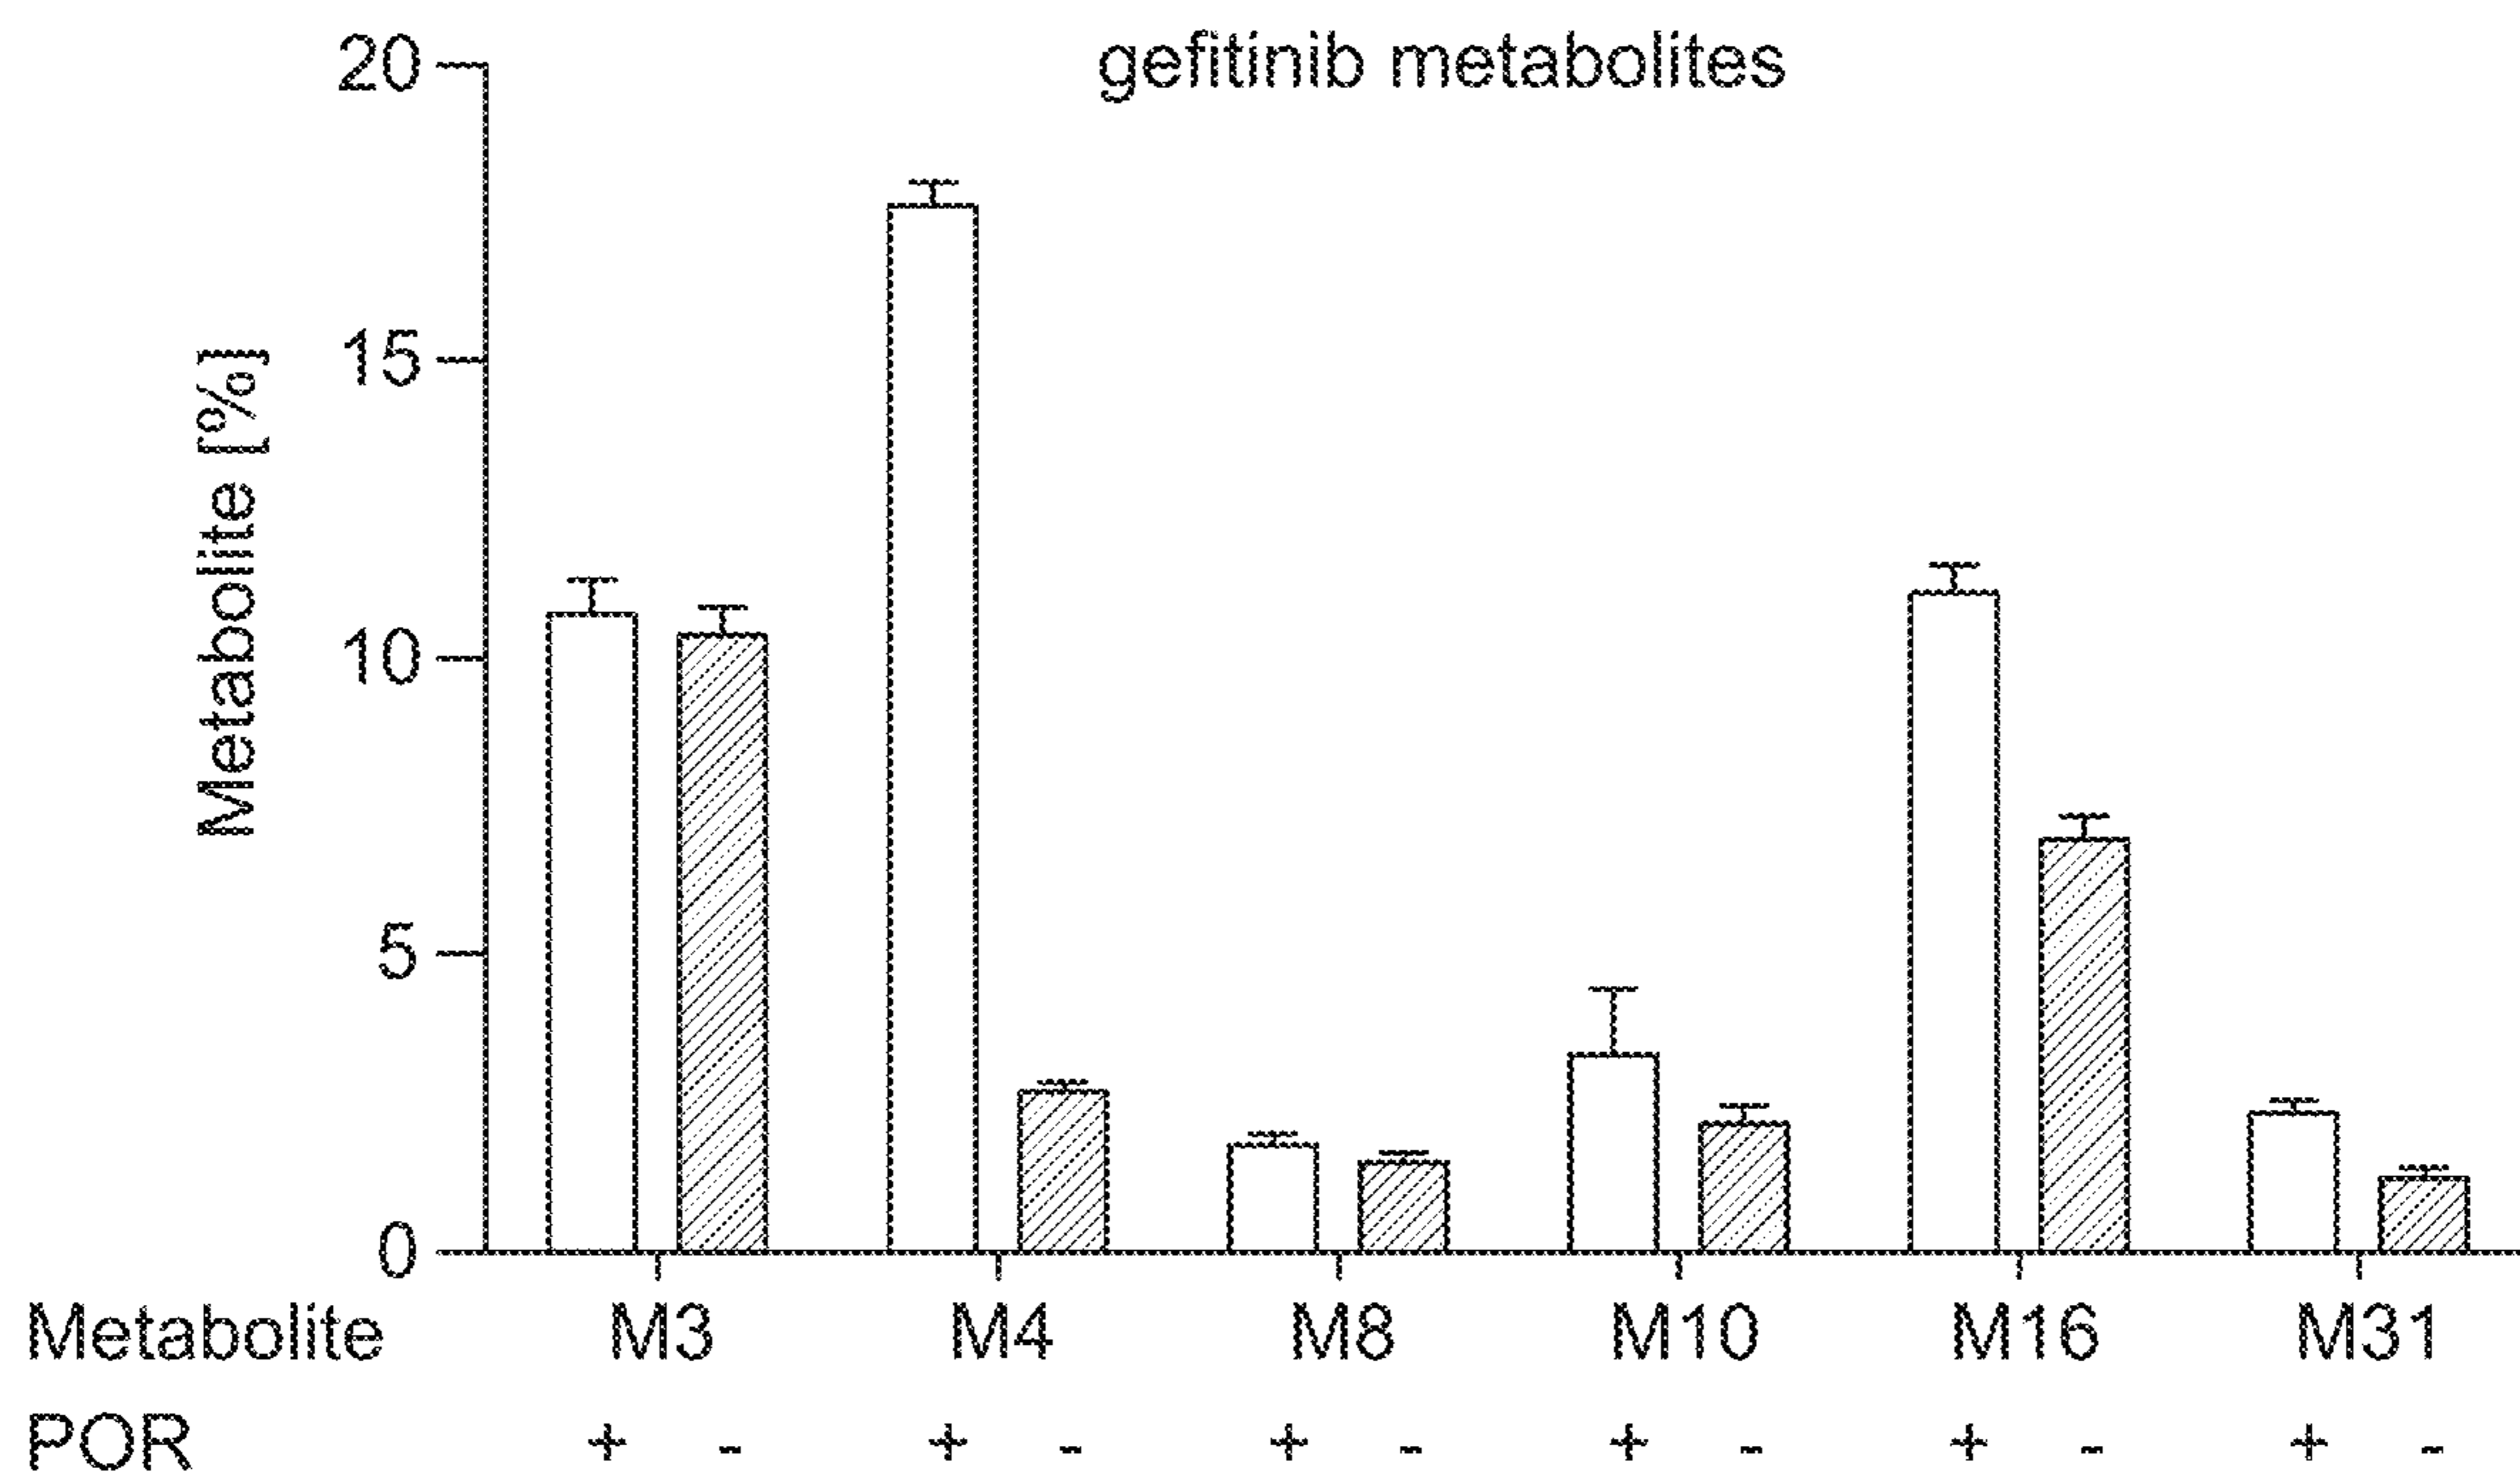 gefitinib metabolites
Metabolite [%]
20
15
10
5
0
Metabolite M3 M4 M8 M10 M16 M31
POR + - + - + - + - + - + -